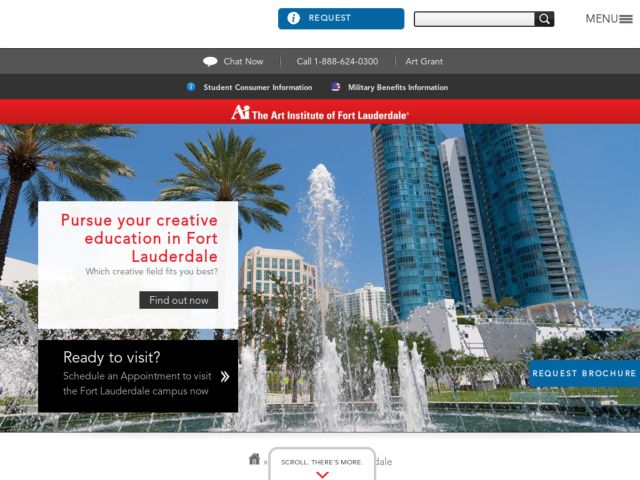 REQUEST
MENU
Chat Now
Call 1-888-624-0300
Art Grant
Student Consumer Information
Military Benefits Information
Ai The Art Institute of Fort Lauderdale
Pursue your creative
education in Fort
Lauderdale
Which creative field fits you best?
Find out now
Ready to visit?
Schedule an Appointment to visit
the Fort Lauderdale campus now
»
REQUEST BROCHURE
» dale
SCROLL. THERE'S MORE.